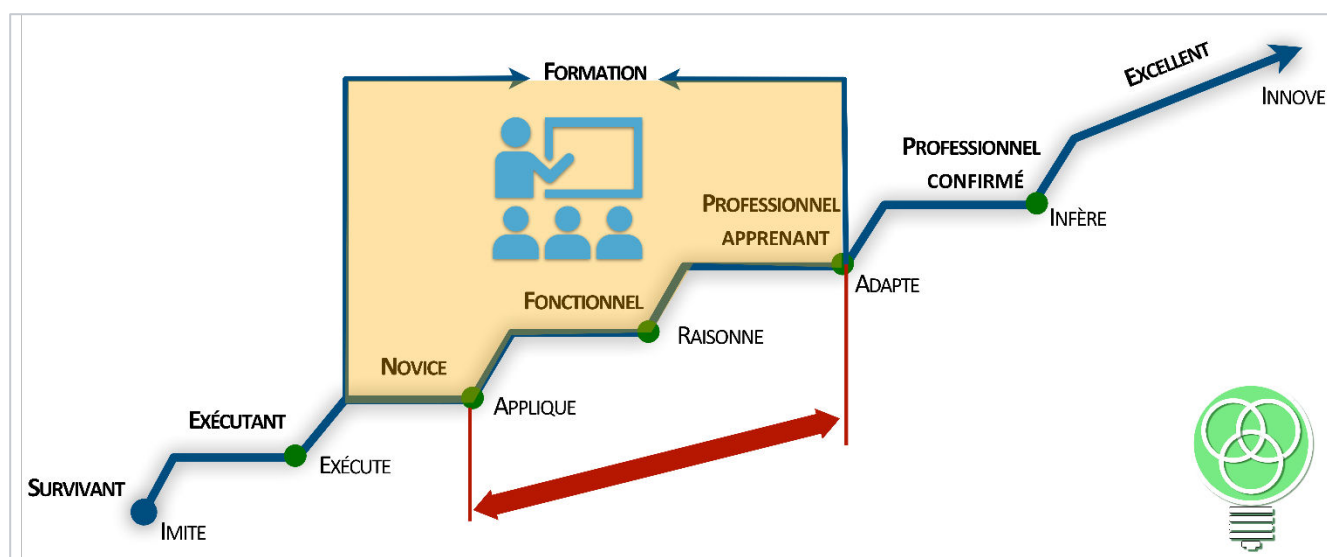 FORMATION
EXCELLENT
INNOVE
PROFESSIONNEL
CONFIRMÉ
INFÈRE
PROFESSIONNEL
APPRENANT
ADAPTE
FONCTIONNEL
RAISONNE
NOVICE
APPLIQUE
EXÉCUTANT
EXÉCUTE
SURVIVANT
IMITE